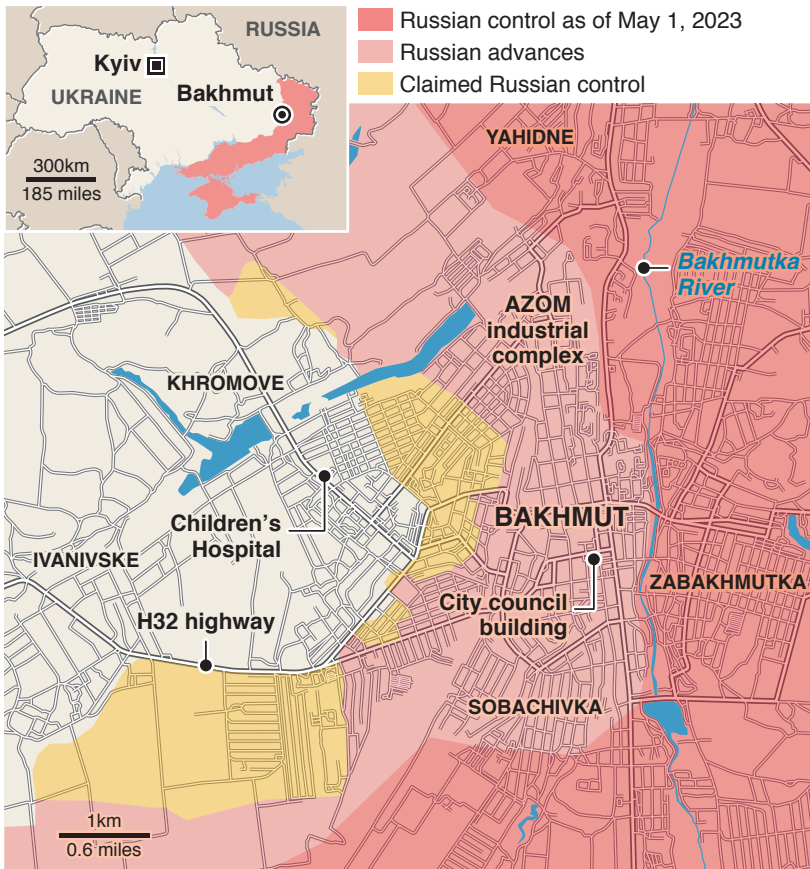 RUSSIA
Kyiv
UKRAINE
Bakhmut
300km
185 miles
Russian control as of May 1, 2023
Russian advances
Claimed Russian control
YAHIDNE
Bakhmutka
River
AZOM
industrial
complex
KHROMOVE
Children's
Hospital
BAKHMUT
IVANIVSKE
ZABAKHMUTKA
City council
building
H32 highway
SOBACHIVKA
1km
0.6 miles